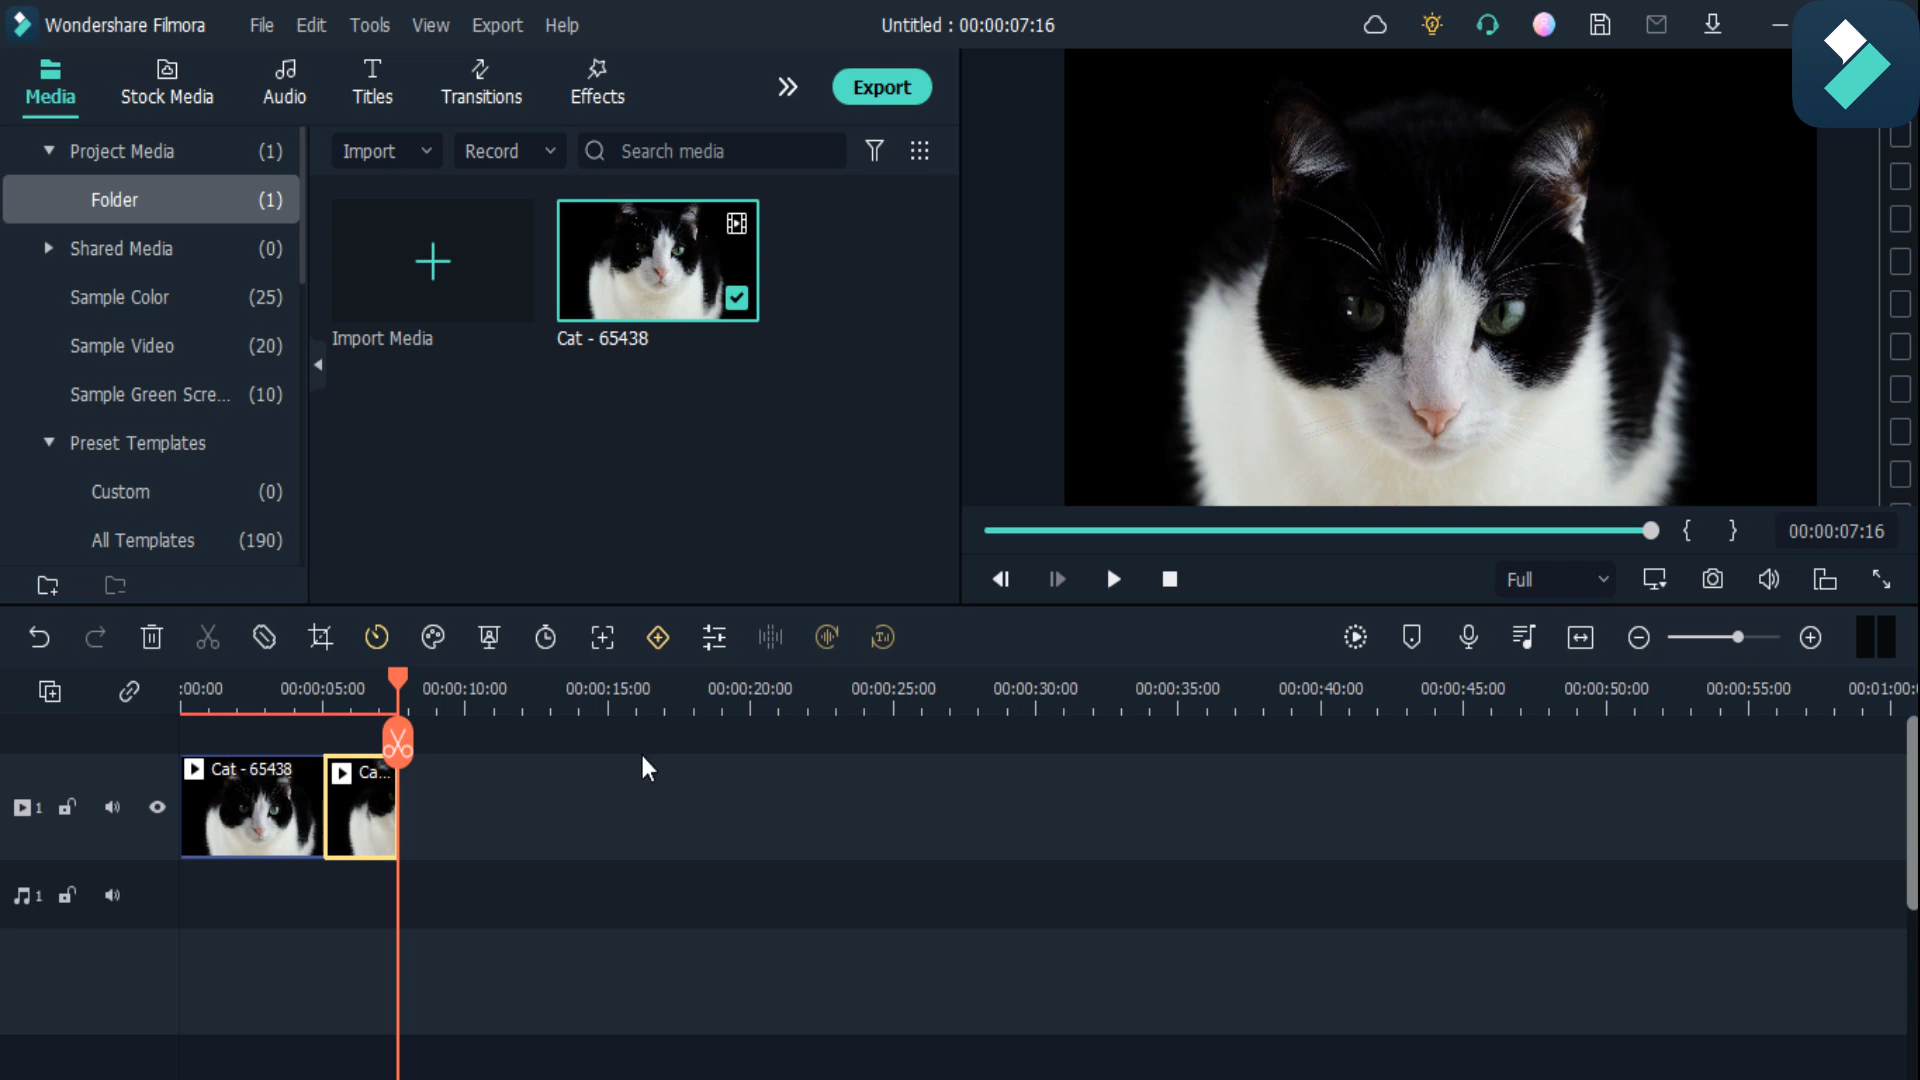 Wondershare Filmora File Edit Tools View Export Help Untitled : 00:00:07:16
Media Stock Media Audio Titles Transitions Effects Export
Project Media (1)
Folder (1)
Shared Media (0)
Sample Color (25)
Sample Video (20)
Sample Green Scre... (10)
Preset Templates
Custom (0)
All Templates (190)
Import Record Search media
Import Media Cat - 65438
{ } 00:00:07:16
Full
:00:00 00:00:05:00 00:00:10:00 00:00:15:00 00:00:20:00 00:00:25:00 00:00:30:00 00:00:35:00 00:00:40:00 00:00:45:00 00:00:50:00 00:00:55:00 00:01:00:
Cat - 65438 Ca...
1
1